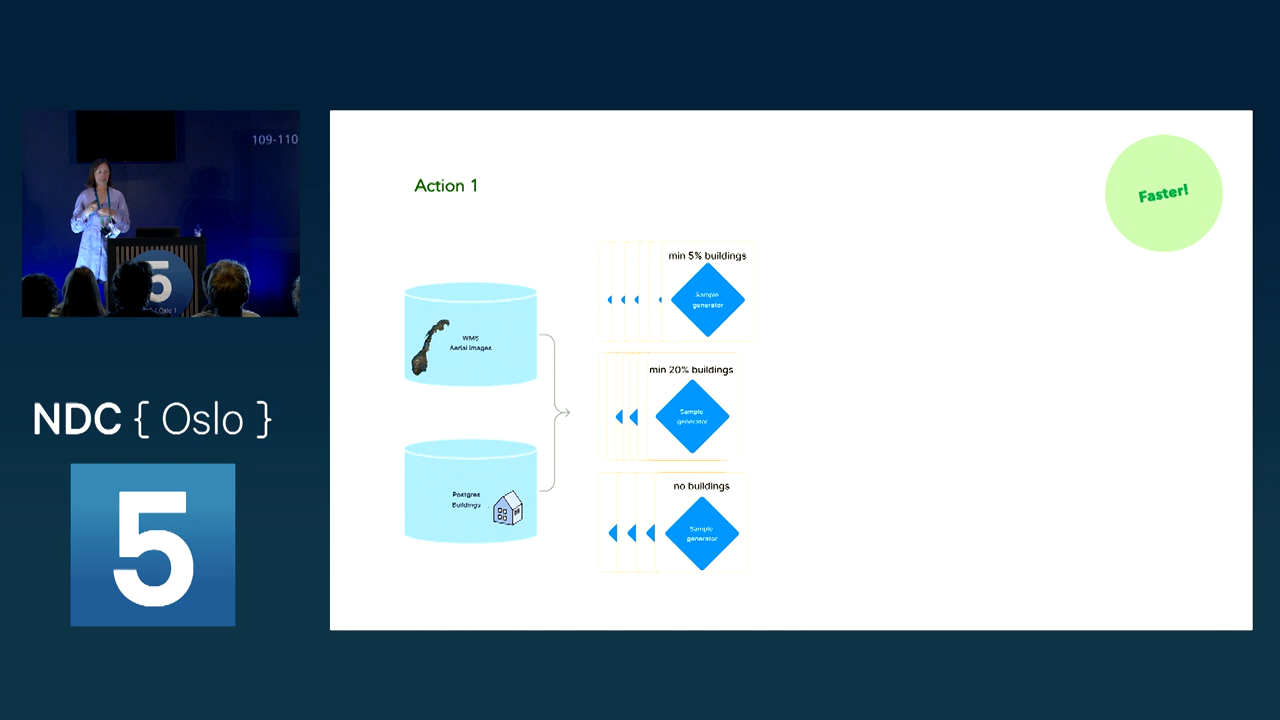 109-110
5
NDC { Oslo }
5
Action 1
Faster!
WMS
Aerial Images
Postgres
Buildings
min 5% buildings
Sample
generator
min 20% buildings
Sample
generator
no buildings
Sample
generator